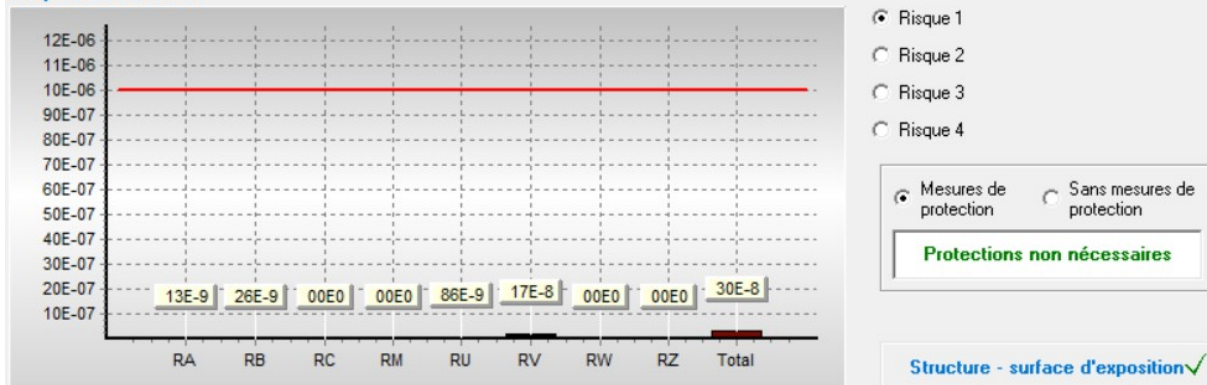 12E-06
11E-06
10E-06
90E-07
80E-07
70E-07
60E-07
50E-07
40E-07
30E-07
20E-07
10E-07
13E-9 26E-9 00E0 00E0 86E-9 17E-8 00E0 00E0 30E-8
RA RB RC RM RU RV RW RZ Total
Risque 1
Risque 2
Risque 3
Risque 4
Mesures de protection
Sans mesures de protection
Protections non nécessaires
Structure - surface d'exposition